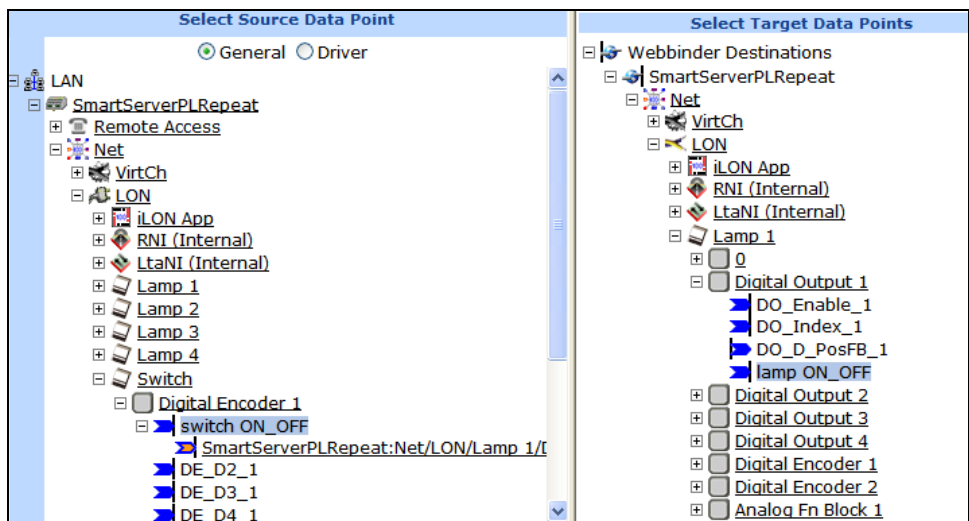 Select Source Data Point
General Driver
LAN
SmartServerPLRepeat
Remote Access
Net
VirtCh
LON
iLON App
RNI (Internal)
LtaNI (Internal)
Lamp 1
Lamp 2
Lamp 3
Lamp 4
Switch
Digital Encoder 1
switch ON_OFF
SmartServerPLRepeat:Net/LON/Lamp 1/
DE_D2_1
DE_D3_1
DE_D4_1
Select Target Data Points
Webbinder Destinations
SmartServerPLRepeat
Net
VirtCh
LON
iLON App
RNI (Internal)
LtaNI (Internal)
Lamp 1
0
Digital Output 1
DO_Enable_1
DO_Index_1
DO_D_PosFB_1
lamp ON_OFF
Digital Output 2
Digital Output 3
Digital Output 4
Digital Encoder 1
Digital Encoder 2
Analog Fn Block 1